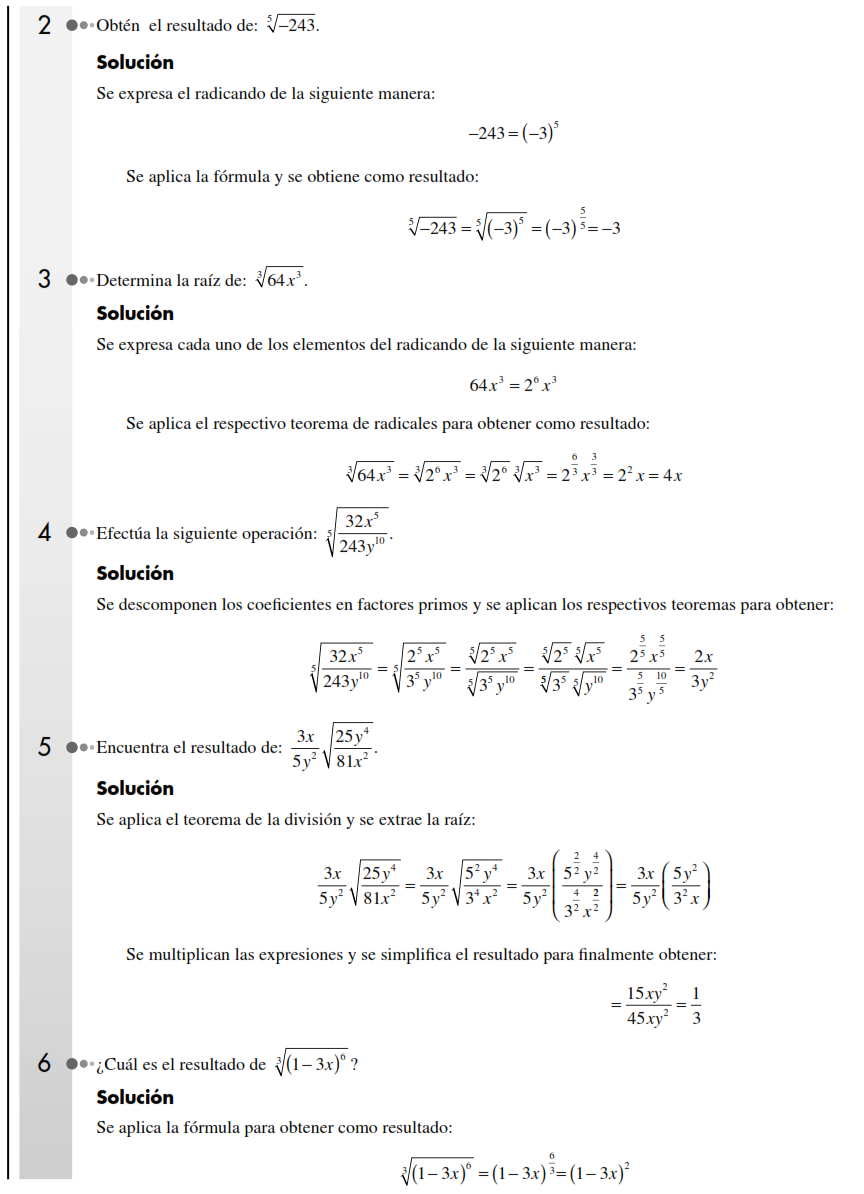 2 Obtén el resultado de: $\sqrt[5]{-243}$.
Solución
Se expresa el radicando de la siguiente manera:
$-243 = (-3)^5$
Se aplica la fórmula y se obtiene como resultado:
$\sqrt[5]{-243} = \sqrt[5]{(-3)^5} = (-3)^{\frac{5}{5}} = -3$
3 Determina la raíz de: $\sqrt[3]{64x^3}$.
Solución
Se expresa cada uno de los elementos del radicando de la siguiente manera:
$64x^3 = 2^6 x^3$
Se aplica el respectivo teorema de radicales para obtener como resultado:
$\sqrt[3]{64x^3} = \sqrt[3]{2^6 x^3} = \sqrt[3]{2^6} \sqrt[3]{x^3} = 2^{\frac{6}{3}} x^{\frac{3}{3}} = 2^2 x = 4x$
4 Efectúa la siguiente operación: $\sqrt[5]{\frac{32x^5}{243y^{10}}}$.
Solución
Se descomponen los coeficientes en factores primos y se aplican los respectivos teoremas para obtener:
$\sqrt[5]{\frac{32x^5}{243y^{10}}} = \sqrt[5]{\frac{2^5 x^5}{3^5 y^{10}}} = \frac{\sqrt[5]{2^5 x^5}}{\sqrt[5]{3^5 y^{10}}} = \frac{\sqrt[5]{2^5} \sqrt[5]{x^5}}{\sqrt[5]{3^5} \sqrt[5]{y^{10}}} = \frac{2^{\frac{5}{5}} x^{\frac{5}{5}}}{3^{\frac{5}{5}} y^{\frac{10}{5}}} = \frac{2x}{3y^2}$
5 Encuentra el resultado de: $\frac{3x}{5y^2} \sqrt{\frac{25y^4}{81x^2}}$.
Solución
Se aplica el teorema de la división y se extrae la raíz:
$\frac{3x}{5y^2} \sqrt{\frac{25y^4}{81x^2}} = \frac{3x}{5y^2} \sqrt{\frac{5^2 y^4}{3^4 x^2}} = \frac{3x}{5y^2} \left( \frac{5^{\frac{2}{2}} y^{\frac{4}{2}}}{3^{\frac{4}{2}} x^{\frac{2}{2}}} \right) = \frac{3x}{5y^2} \left( \frac{5y^2}{3^2 x} \right)$
Se multiplican las expresiones y se simplifica el resultado para finalmente obtener:
$= \frac{15xy^2}{45xy^2} = \frac{1}{3}$
6 ¿Cuál es el resultado de $\sqrt[3]{(1-3x)^6}$ ?
Solución
Se aplica la fórmula para obtener como resultado:
$\sqrt[3]{(1-3x)^6} = (1-3x)^{\frac{6}{3}} = (1-3x)^2$